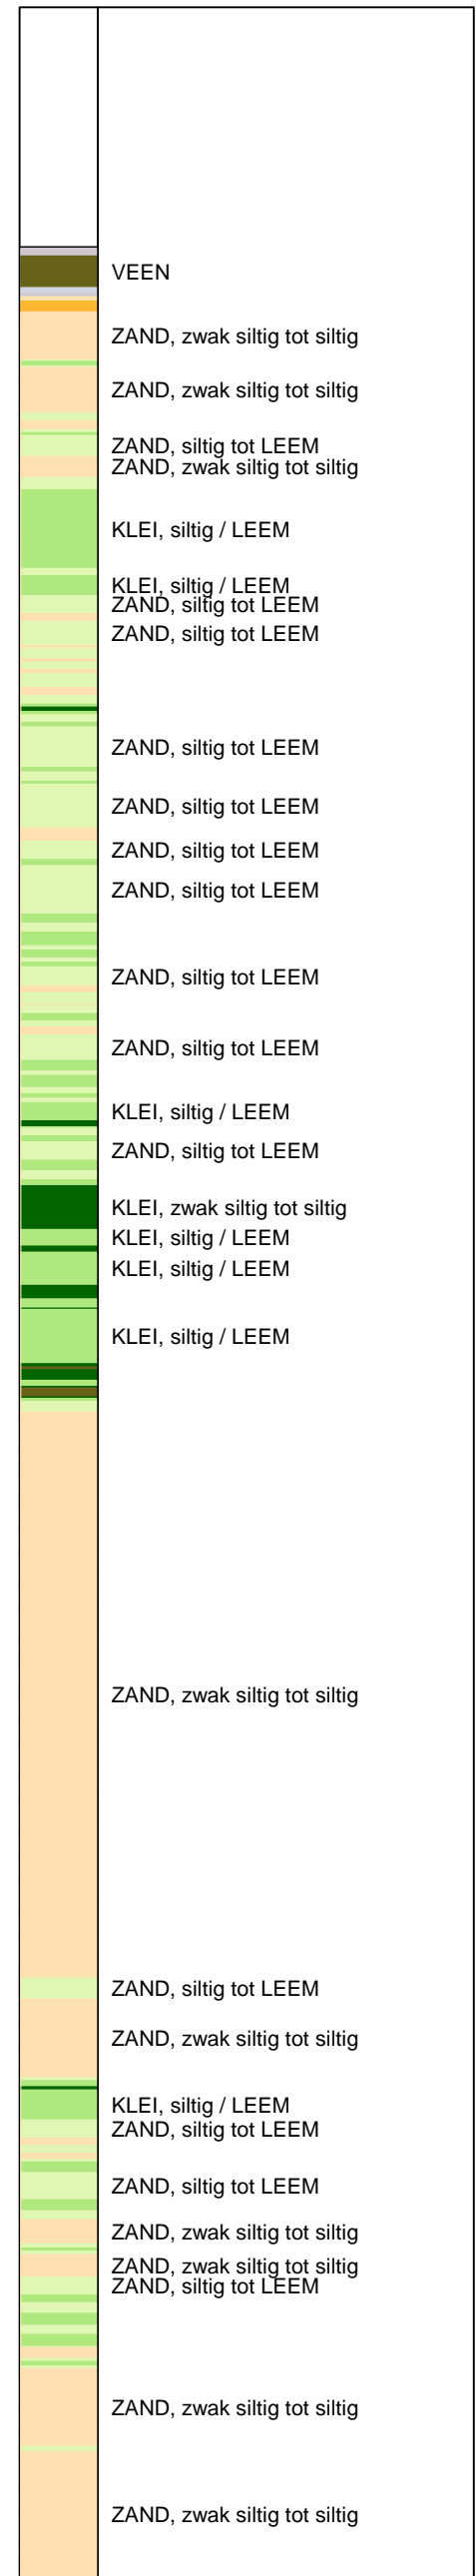 VEEN
ZAND, zwak siltig tot siltig
ZAND, zwak siltig tot siltig
ZAND, siltig tot LEEM
ZAND, zwak siltig tot siltig
KLEI, siltig / LEEM
KLEI, siltig / LEEM
ZAND, siltig tot LEEM
ZAND, siltig tot LEEM
ZAND, siltig tot LEEM
ZAND, siltig tot LEEM
ZAND, siltig tot LEEM
ZAND, siltig tot LEEM
ZAND, siltig tot LEEM
ZAND, siltig tot LEEM
KLEI, siltig / LEEM
ZAND, siltig tot LEEM
KLEI, zwak siltig tot siltig
KLEI, siltig / LEEM
KLEI, siltig / LEEM
KLEI, siltig / LEEM
ZAND, zwak siltig tot siltig
ZAND, siltig tot LEEM
ZAND, zwak siltig tot siltig
KLEI, siltig / LEEM
ZAND, siltig tot LEEM
ZAND, siltig tot LEEM
ZAND, zwak siltig tot siltig
ZAND, zwak siltig tot siltig
ZAND, siltig tot LEEM
ZAND, zwak siltig tot siltig
ZAND, zwak siltig tot siltig